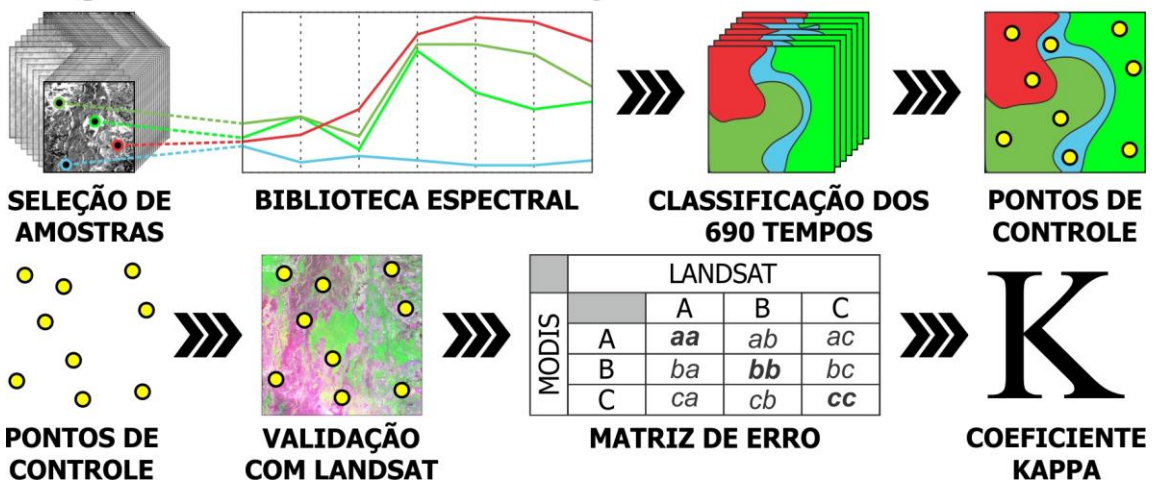 SELEÇÃO DE
AMOSTRAS
BIBLIOTECA ESPECTRAL
CLASSIFICAÇÃO DOS
690 TEMPOS
PONTOS DE
CONTROLE
PONTOS DE
CONTROLE
VALIDAÇÃO
COM LANDSAT
LANDSAT
MODIS
A B C
A aa ab ac
B ba bb bc
C ca cb cc
MATRIZ DE ERRO
K
COEFICIENTE
KAPPA